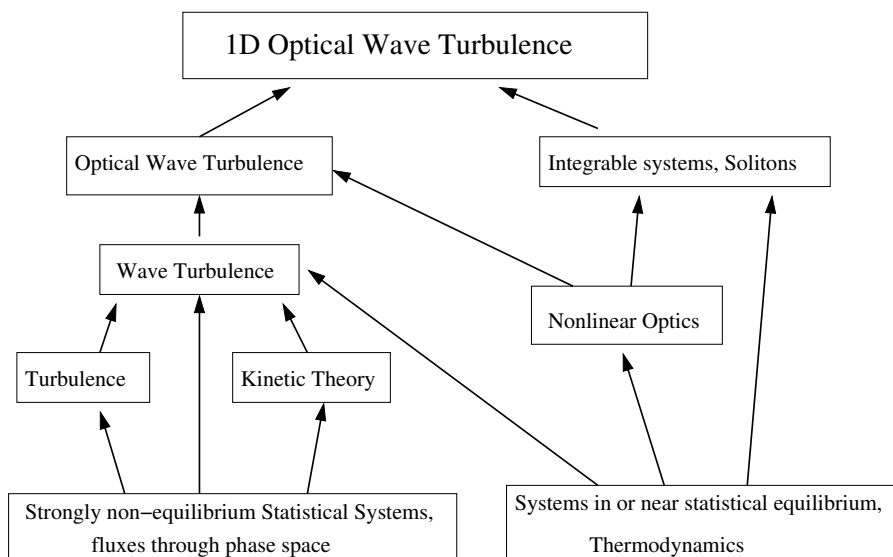 1D Optical Wave Turbulence
Optical Wave Turbulence
Integrable systems, Solitons
Wave Turbulence
Nonlinear Optics
Turbulence
Kinetic Theory
Strongly non−equilibrium Statistical Systems,
fluxes through phase space
Systems in or near statistical equilibrium,
Thermodynamics